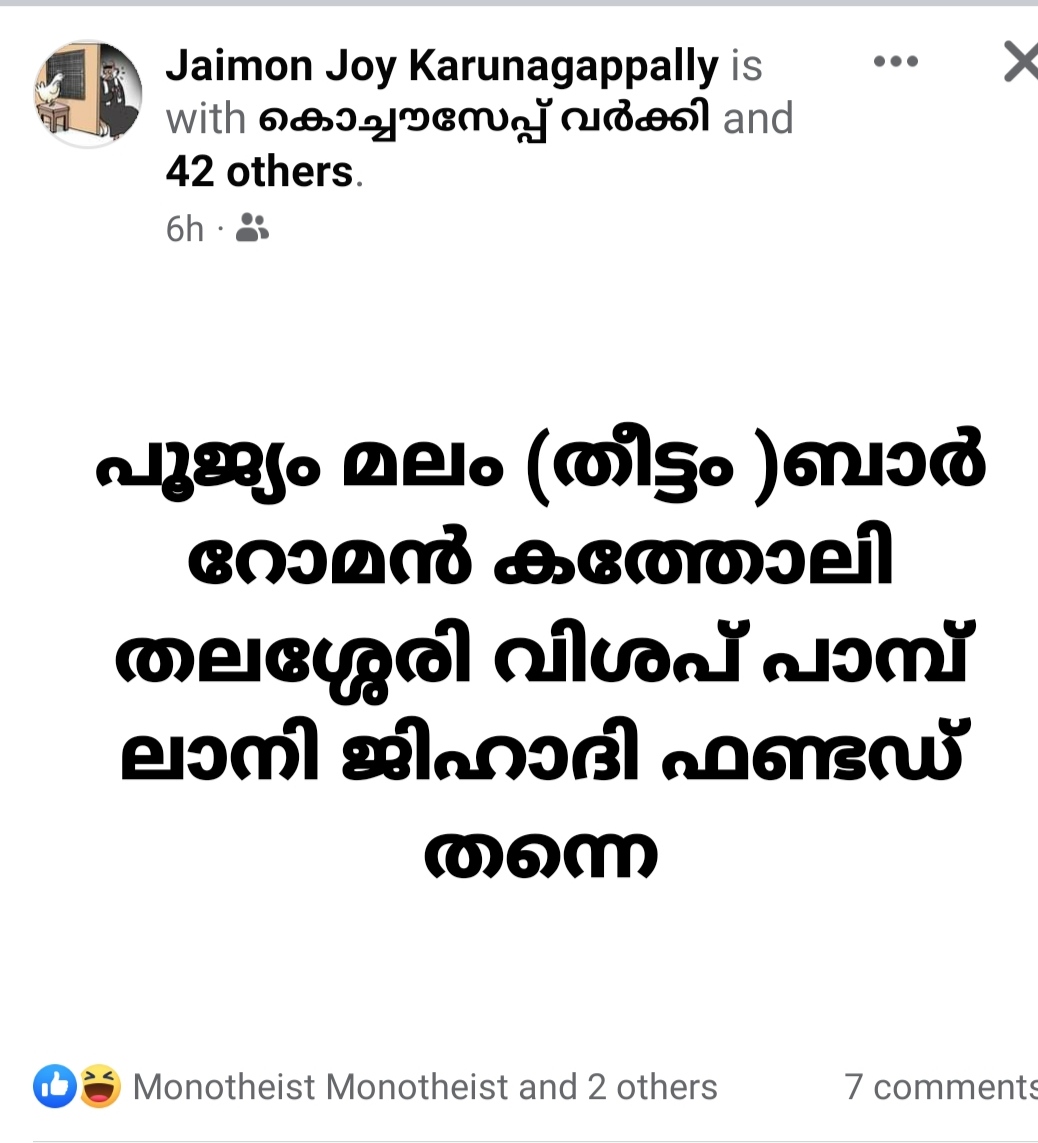 Jaimon Joy Karunagappally is
with കൊച്ചൗസേപ്പ് വർക്കി and
42 others.
6h ·
പൂജ്യം മലം (തീട്ടം )ബാർ
റോമൻ കത്തോലി
തലശ്ശേരി വിശപ് പാമ്പ്
ലാനി ജിഹാദി ഫണ്ടഡ്
തന്നെ
Monotheist Monotheist and 2 others
7 comments